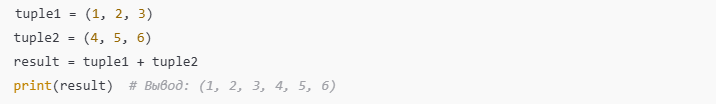 tuple1 = (1, 2, 3)
tuple2 = (4, 5, 6)
result = tuple1 + tuple2
print(result)  # Вывод: (1, 2, 3, 4, 5, 6)